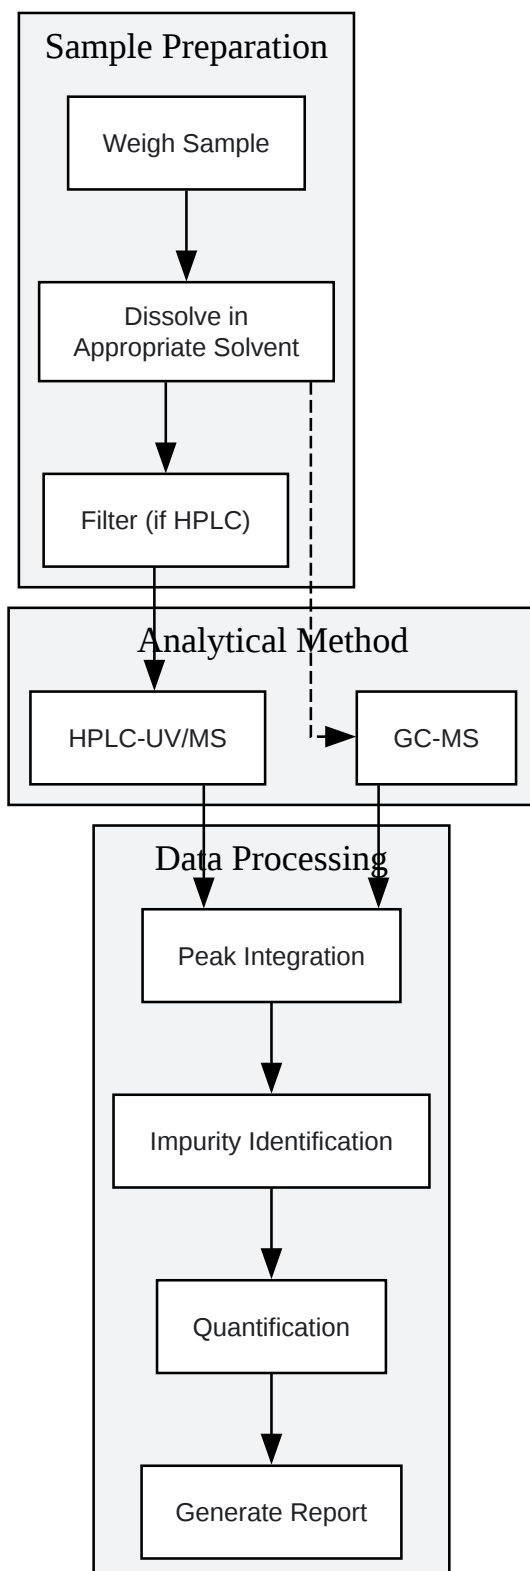 Sample Preparation
Weigh Sample
Dissolve in
Appropriate Solvent
Filter (if HPLC)
Analytical Method
HPLC-UV/MS
GC-MS
Data Processing
Peak Integration
Impurity Identification
Quantification
Generate Report